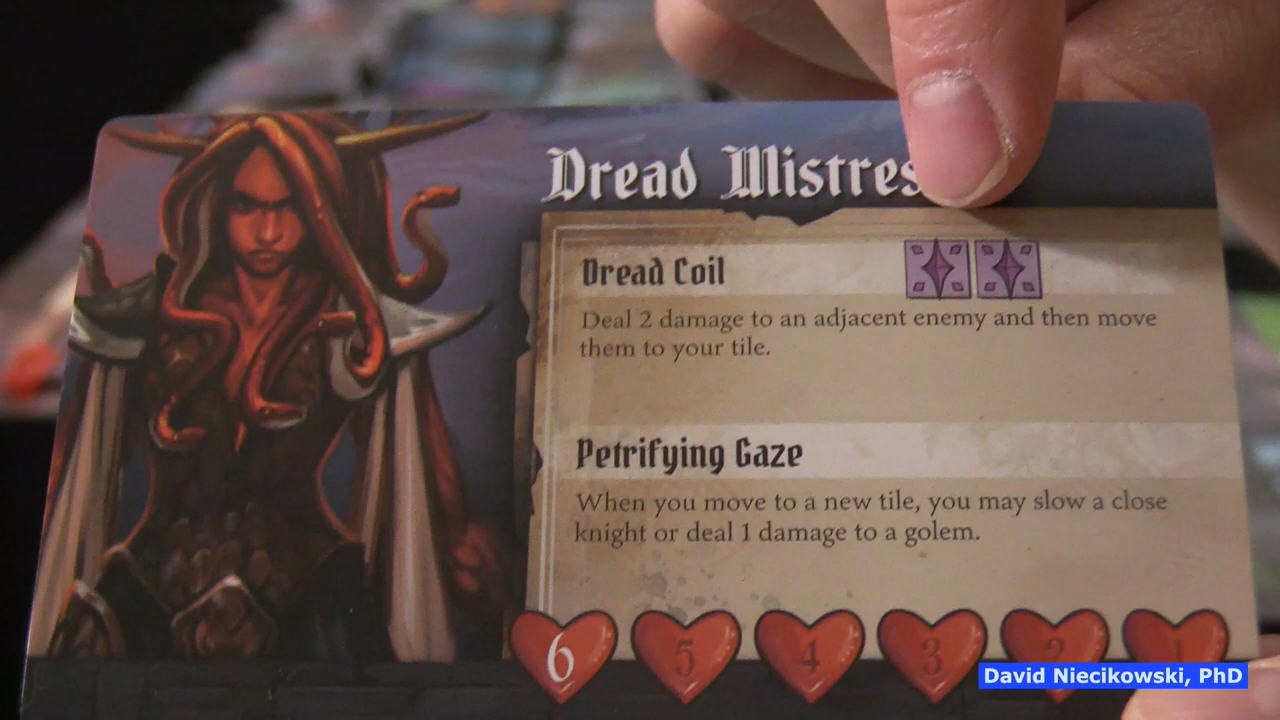 Dread Mistres
Dread Coil
Deal 2 damage to an adjacent enemy and then move
them to your tile.
Petrifying Gaze
When you move to a new tile, you may slow a close
knight or deal 1 damage to a golem.
6 5 4 3 2 1
David Niecikowski, PhD